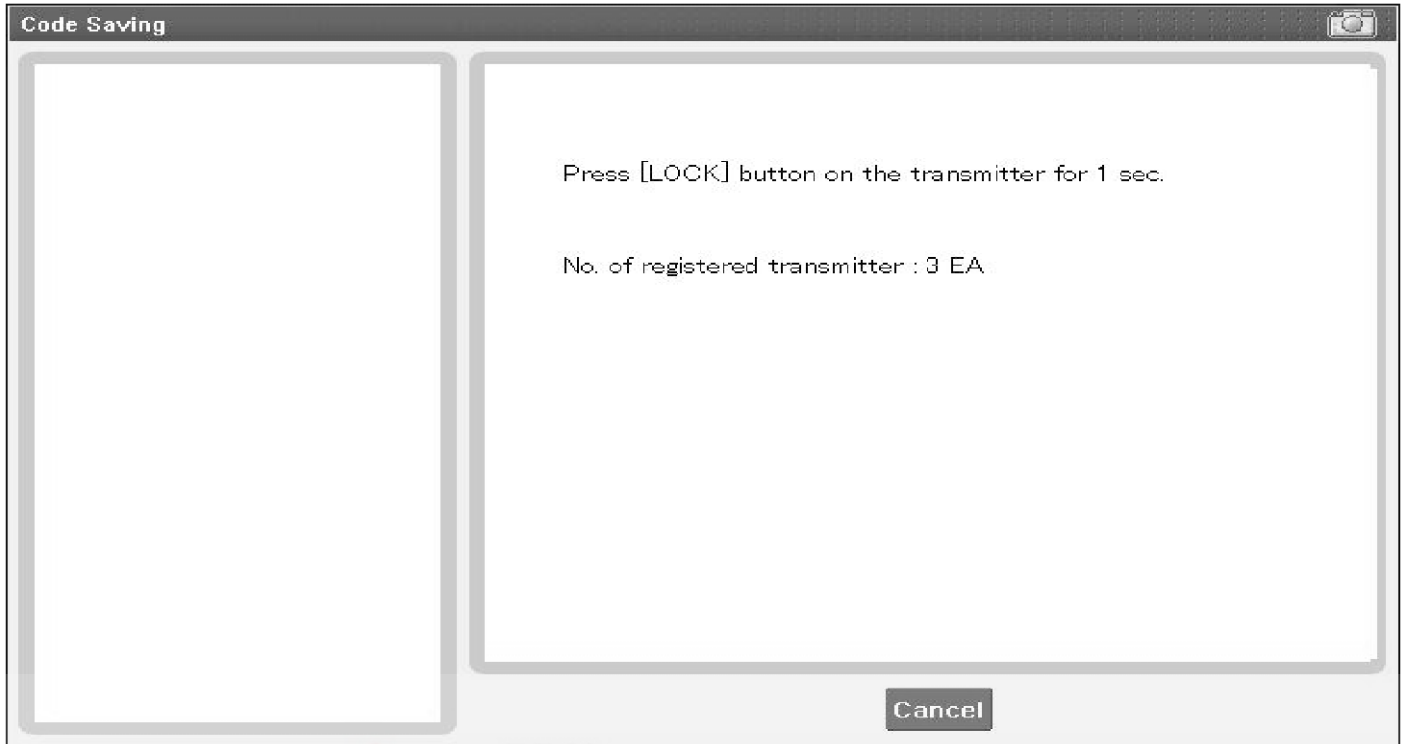 Code Saving
Press [LOCK] button on the transmitter for 1 sec.
No. of registered transmitter : 3 EA
Cancel